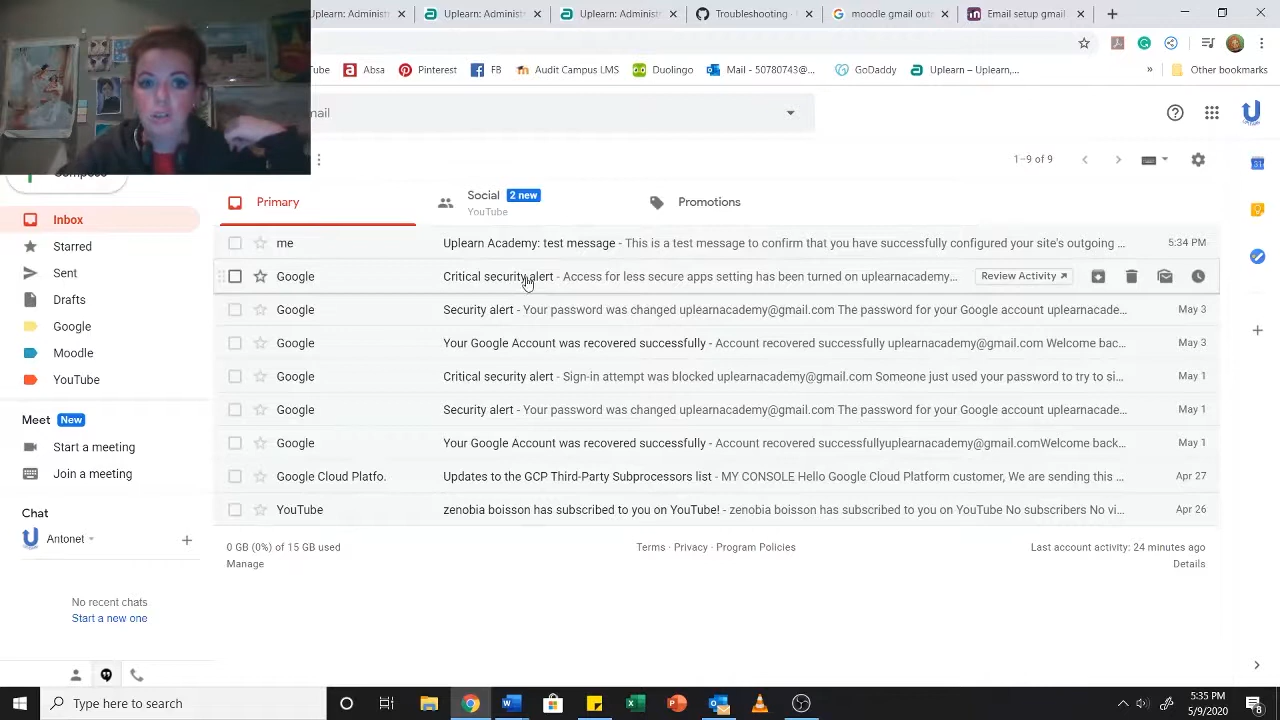 Uplearn: Administr
Uplearn: Administr
Uplearn: Administr
Troubleshooting -
moodle gmail out
Email setup gmail
Absa
Pinterest
FB
Audit Campus LMS
Duolingo
Mail - 50780743@...
GoDaddy
Uplearn – Uplearn,...
»
Other bookmarks
1–9 of 9
Compose
Inbox
Starred
Sent
Drafts
Google
Moodle
YouTube
Meet New
Start a meeting
Join a meeting
Chat
Antonet
No recent chats
Start a new one
Primary
Social 2 new
YouTube
Promotions
me Uplearn Academy: test message - This is a test message to confirm that you have successfully configured your site's outgoing ... 5:34 PM
Google Critical security alert - Access for less secure apps setting has been turned on uplearnacademy... Review Activity
Google Security alert - Your password was changed uplearnacademy@gmail.com The password for your Google account uplearnacade... May 3
Google Your Google Account was recovered successfully - Account recovered successfully uplearnacademy@gmail.com Welcome bac... May 3
Google Critical security alert - Sign-in attempt was blocked uplearnacademy@gmail.com Someone just used your password to try to si... May 1
Google Security alert - Your password was changed uplearnacademy@gmail.com The password for your Google account uplearnacade... May 1
Google Your Google Account was recovered successfully - Account recovered successfullyuplearnacademy@gmail.comWelcome back... May 1
Google Cloud Platfo. Updates to the GCP Third-Party Subprocessors list - MY CONSOLE Hello Google Cloud Platform customer, We are sending this ... Apr 27
YouTube zenobia boisson has subscribed to you on YouTube! - zenobia boisson has subscribed to you on YouTube No subscribers No vi... Apr 26
0 GB (0%) of 15 GB used
Manage
Terms · Privacy · Program Policies
Last account activity: 24 minutes ago
Details
Type here to search
5:35 PM
5/9/2020